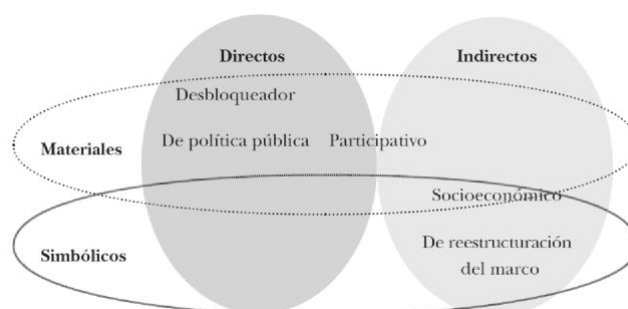 Directos
Indirectos
Desbloqueador
Materiales
De política pública
Participativo
Socioeconómico
Simbólicos
De reestructuración
del marco